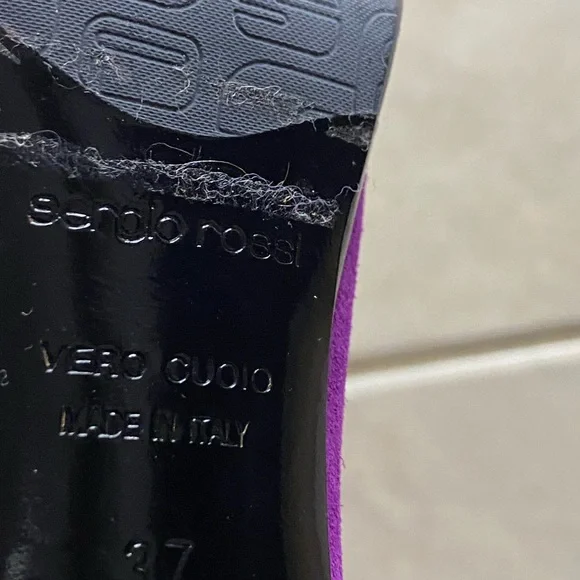 sergio rossi
VERO CUOIO
MADE IN ITALY
37